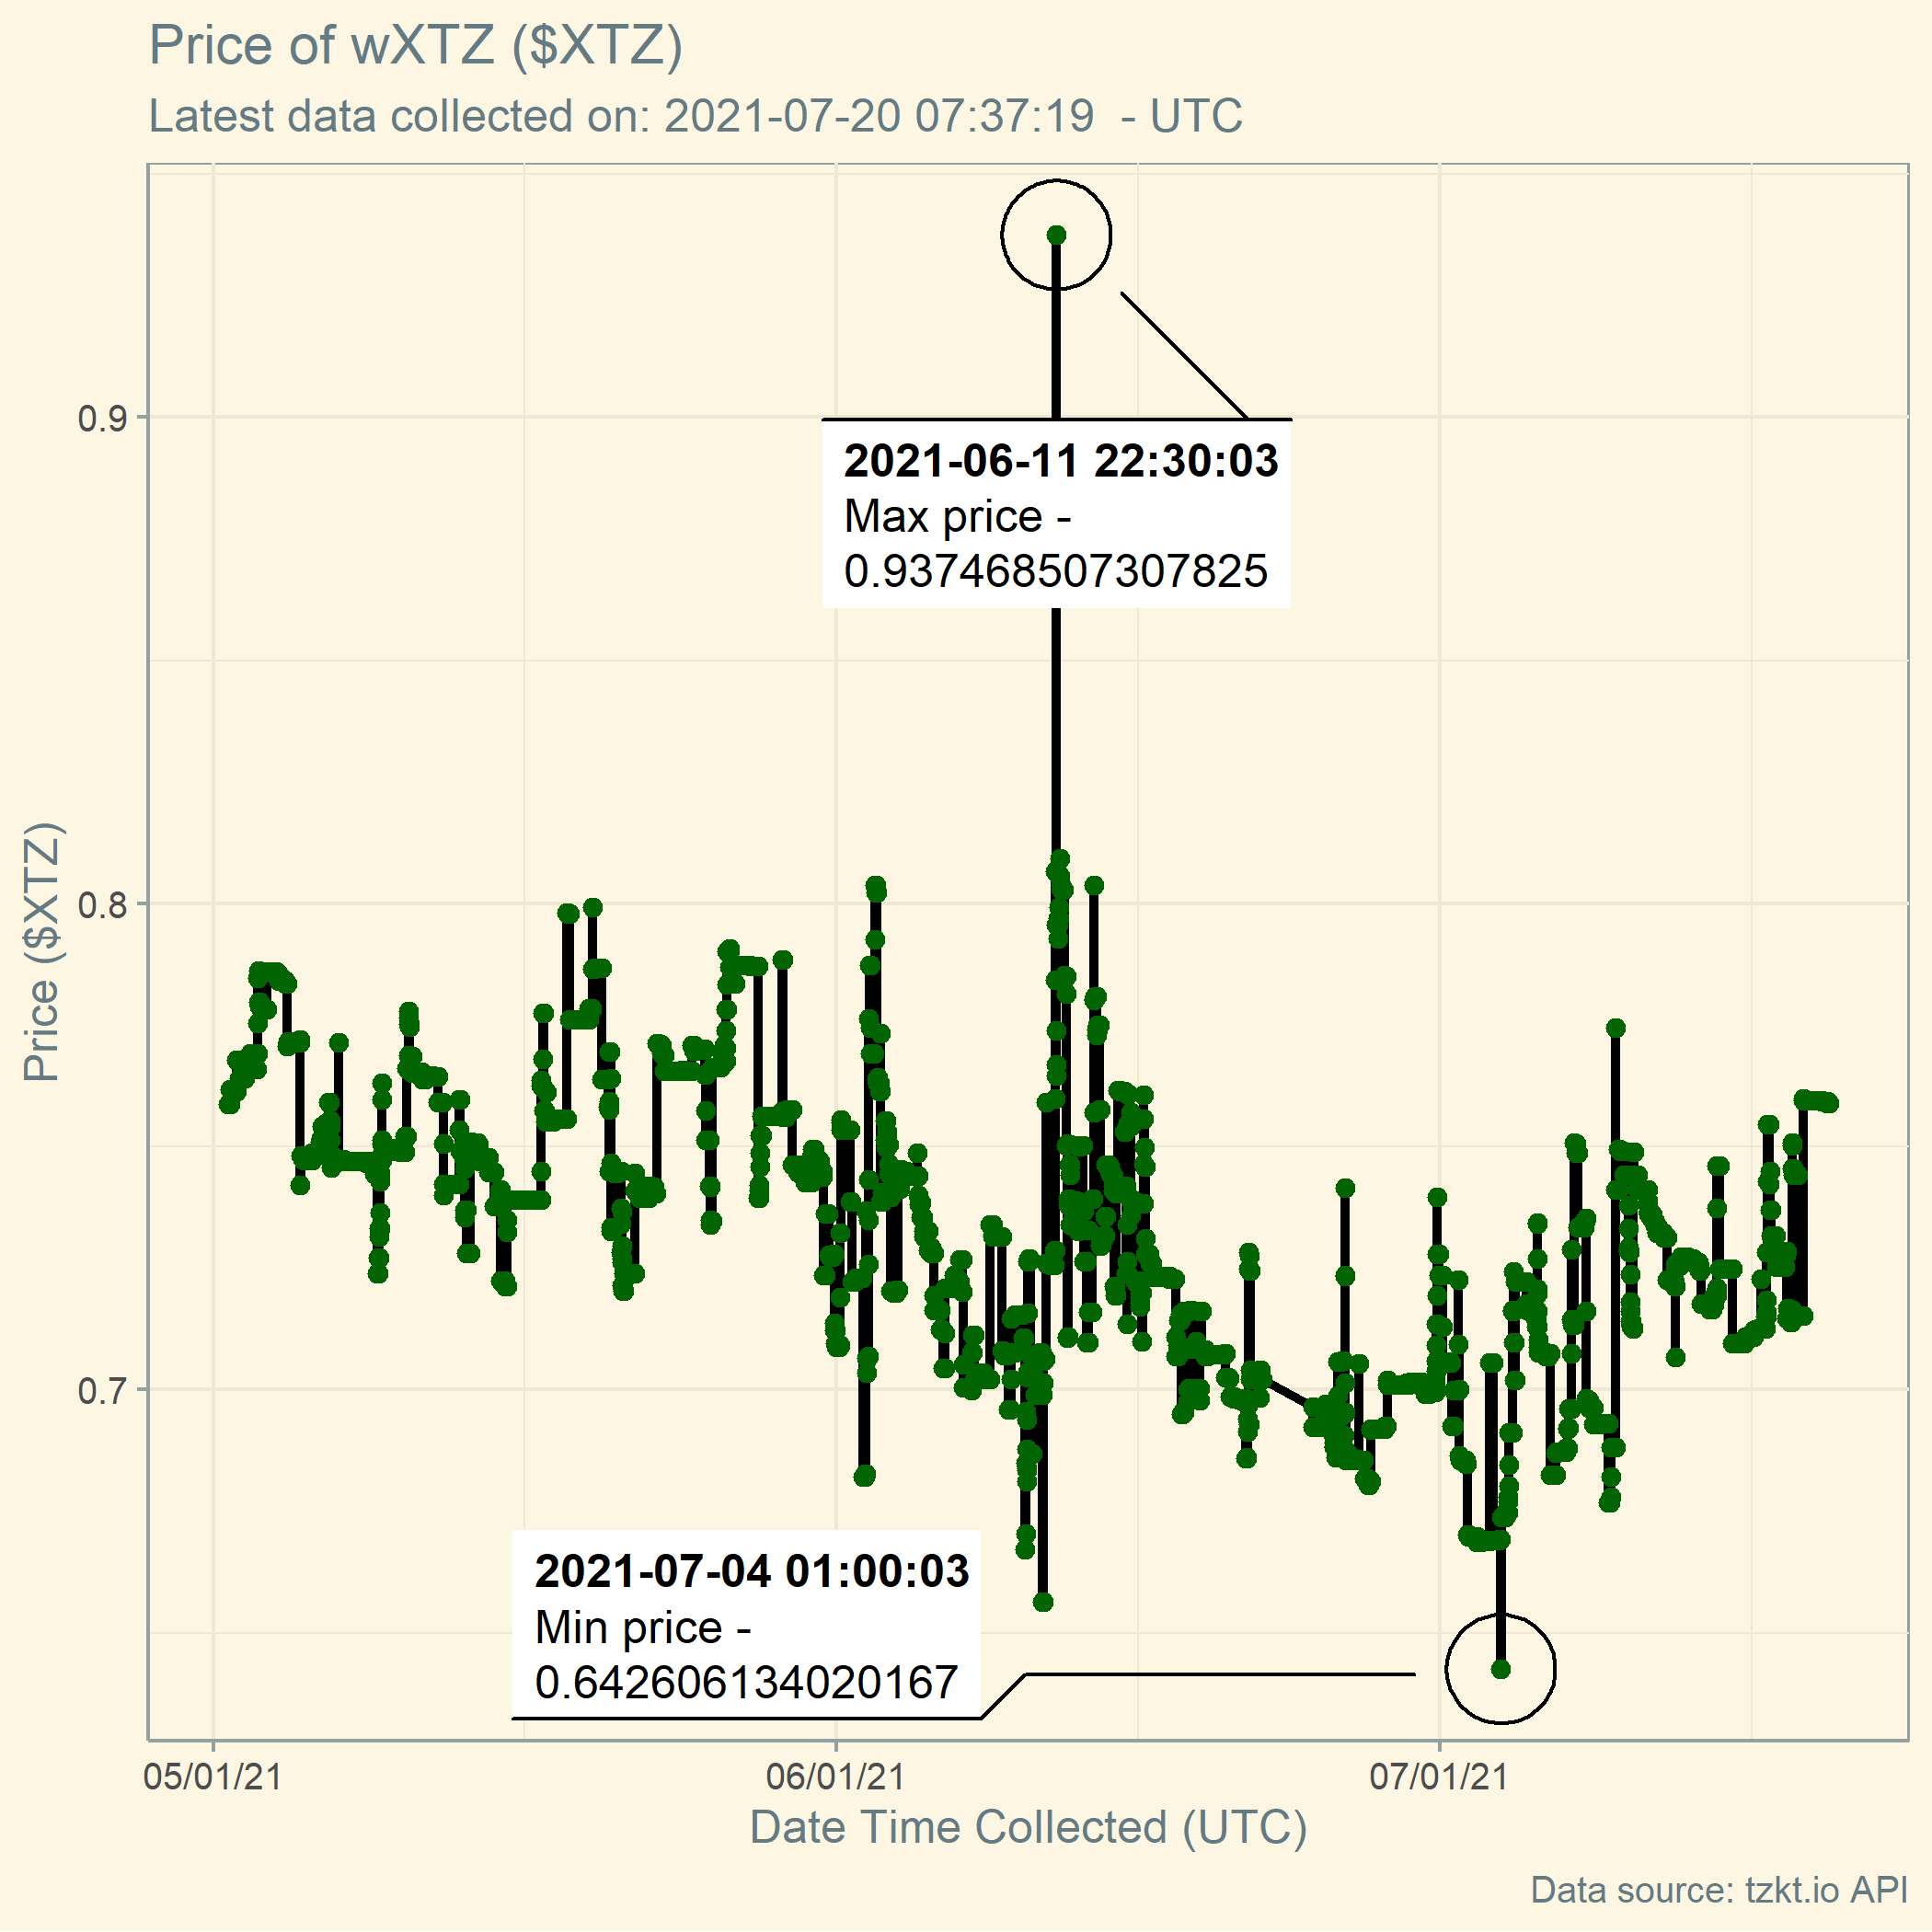 Price of wXTZ ($XTZ)
Latest data collected on: 2021-07-20 07:37:19  - UTC
Price ($XTZ)
0.9
0.8
0.7
2021-06-11 22:30:03
Max price -
0.937468507307825
2021-07-04 01:00:03
Min price -
0.642606134020167
05/01/21
06/01/21
07/01/21
Date Time Collected (UTC)
Data source: tzkt.io API